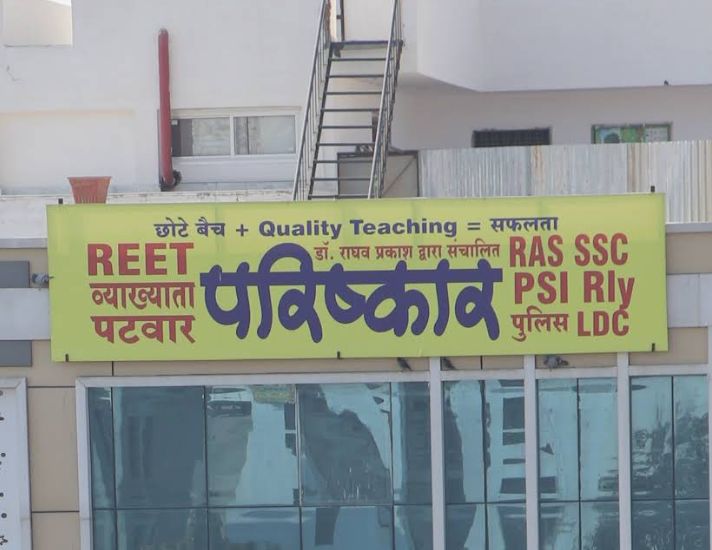 छोटे बैच + Quality Teaching = सफलता
डॉ. राघव प्रकाश द्वारा संचालित
REET
व्याख्याता
पटवार
परिष्कार
RAS SSC
PSI Rly
पुलिस LDC